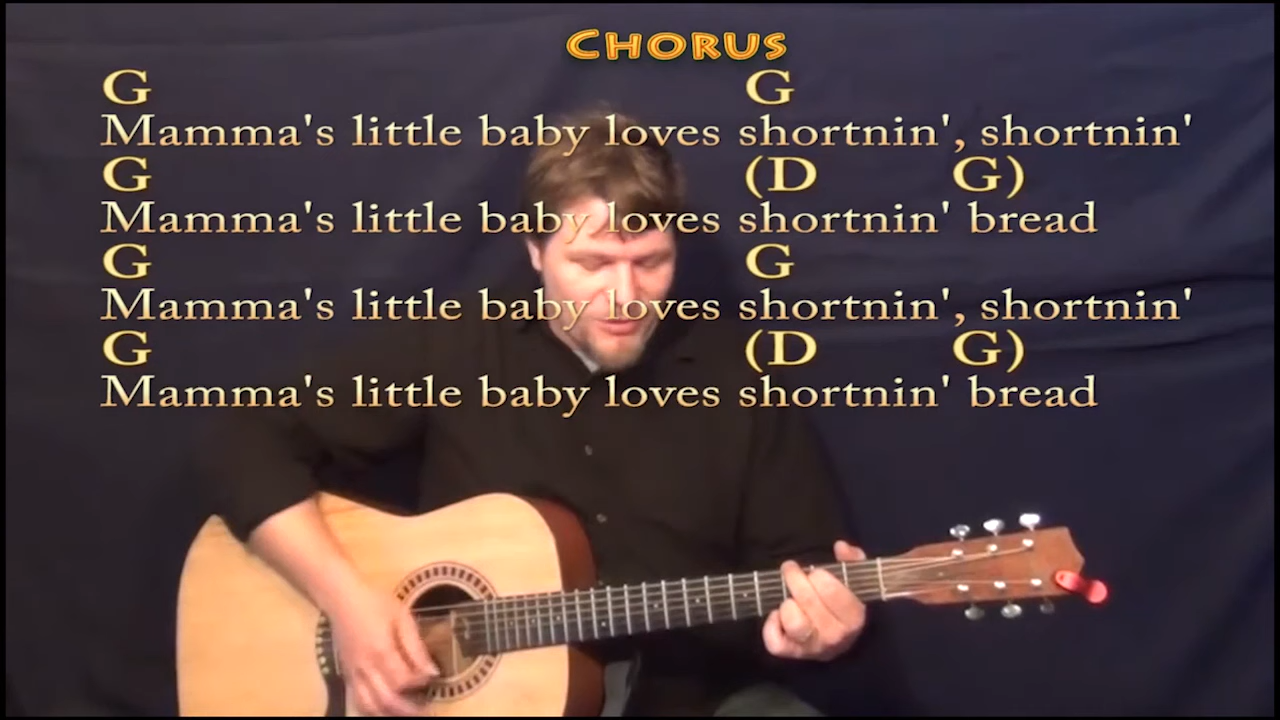 CHORUS
G G
Mamma's little baby loves shortnin', shortnin'
G (D G)
Mamma's little baby loves shortnin' bread
G G
Mamma's little baby loves shortnin', shortnin'
G (D G)
Mamma's little baby loves shortnin' bread